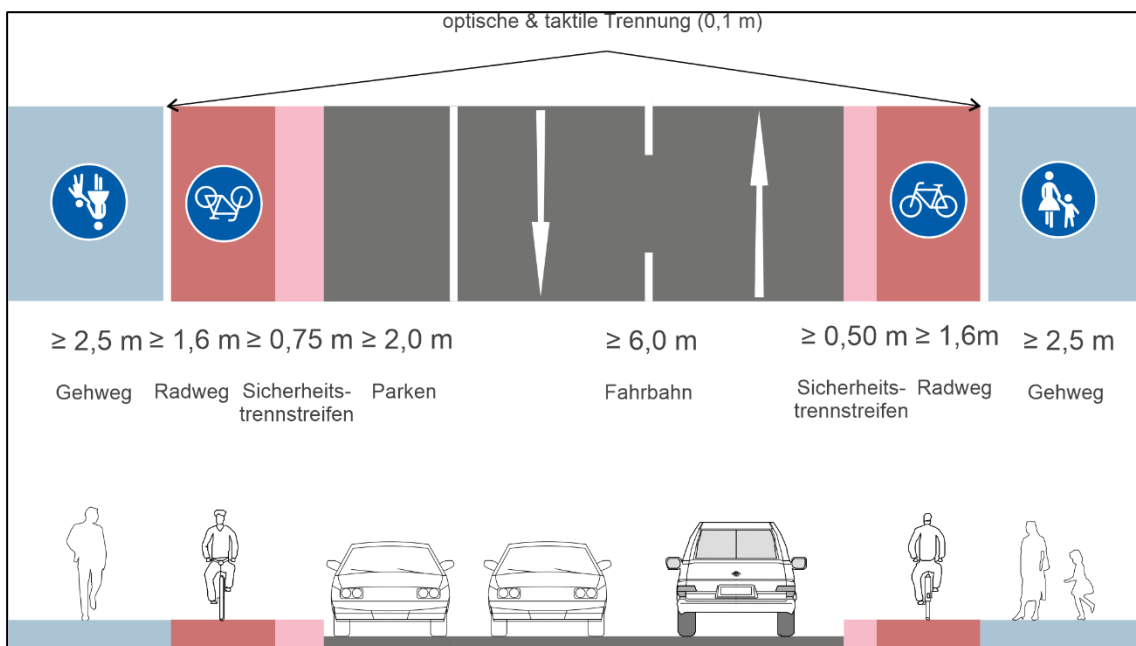 optische & taktile Trennung (0,1 m)
≥ 2,5 m ≥ 1,6 m ≥ 0,75 m ≥ 2,0 m ≥ 6,0 m ≥ 0,50 m ≥ 1,6m ≥ 2,5 m
Gehweg Radweg Sicherheits- Parken Fahrbahn Sicherheits- Radweg Gehweg
trennstreifen trennstreifen